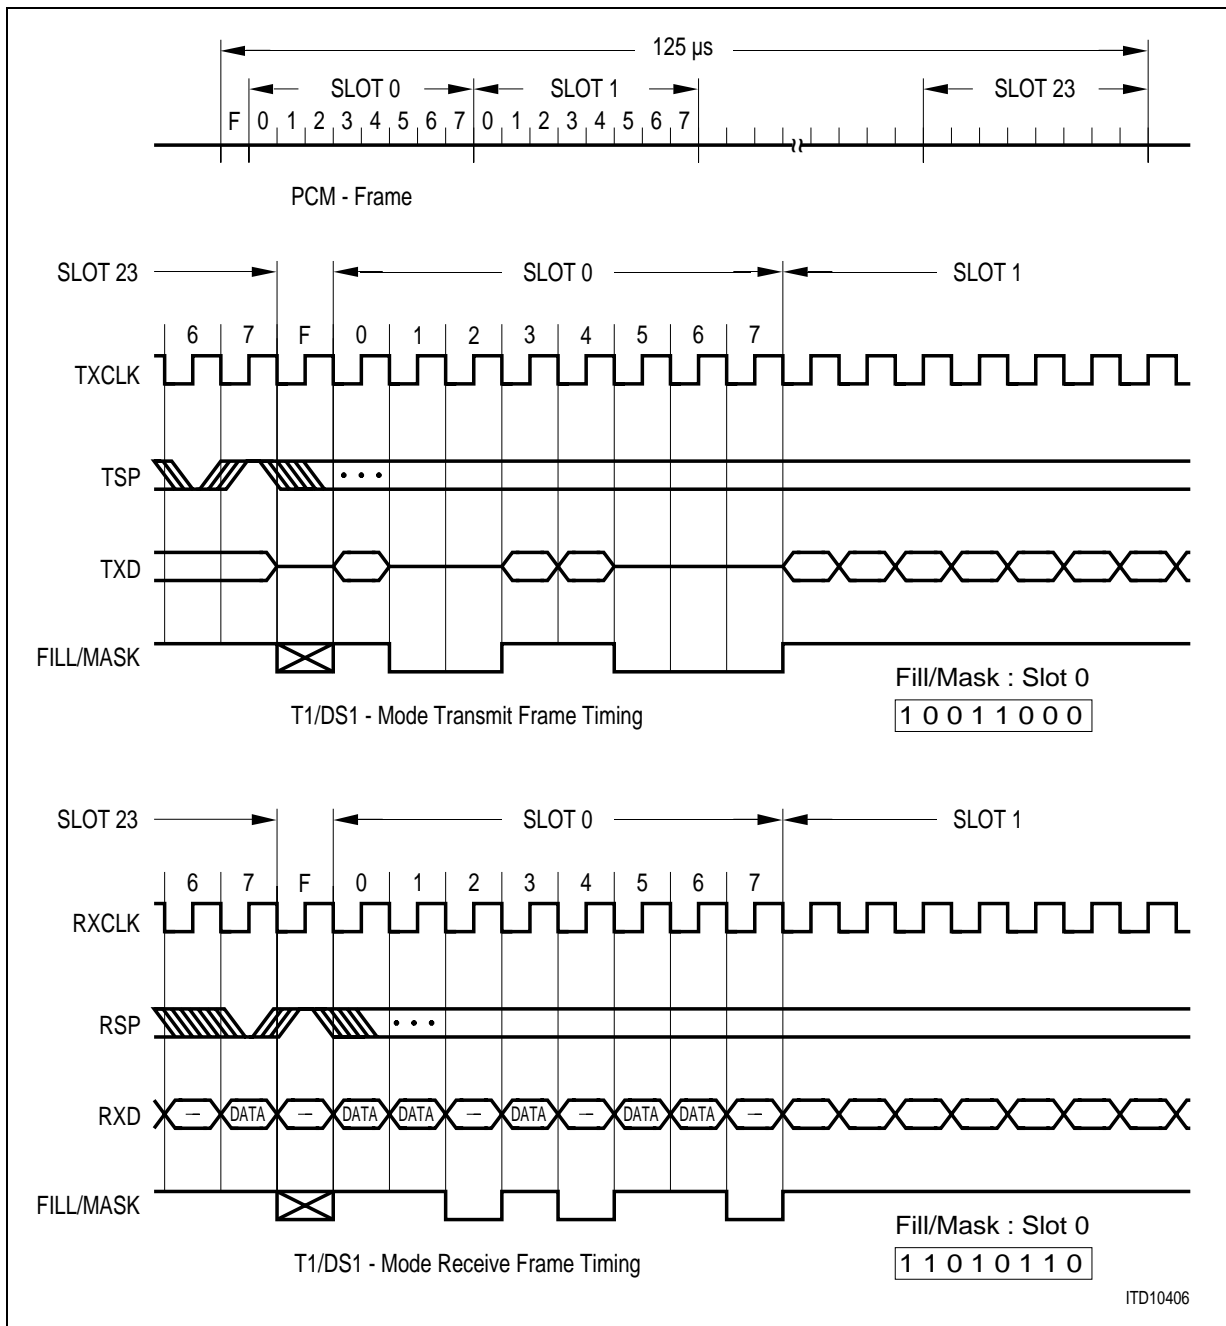 125 µs
SLOT 0 SLOT 1 SLOT 23
F 0 1 2 3 4 5 6 7 0 1 2 3 4 5 6 7
PCM - Frame
SLOT 23 SLOT 0 SLOT 1
6 7 F 0 1 2 3 4 5 6 7
TXCLK
TSP
TXD
FILL/MASK
Fill/Mask : Slot 0
T1/DS1 - Mode Transmit Frame Timing
1 0 0 1 1 0 0 0
SLOT 23 SLOT 0 SLOT 1
6 7 F 0 1 2 3 4 5 6 7
RXCLK
RSP
RXD — DATA — DATA DATA — DATA — DATA DATA —
FILL/MASK
Fill/Mask : Slot 0
T1/DS1 - Mode Receive Frame Timing
1 1 0 1 0 1 1 0
ITD10406